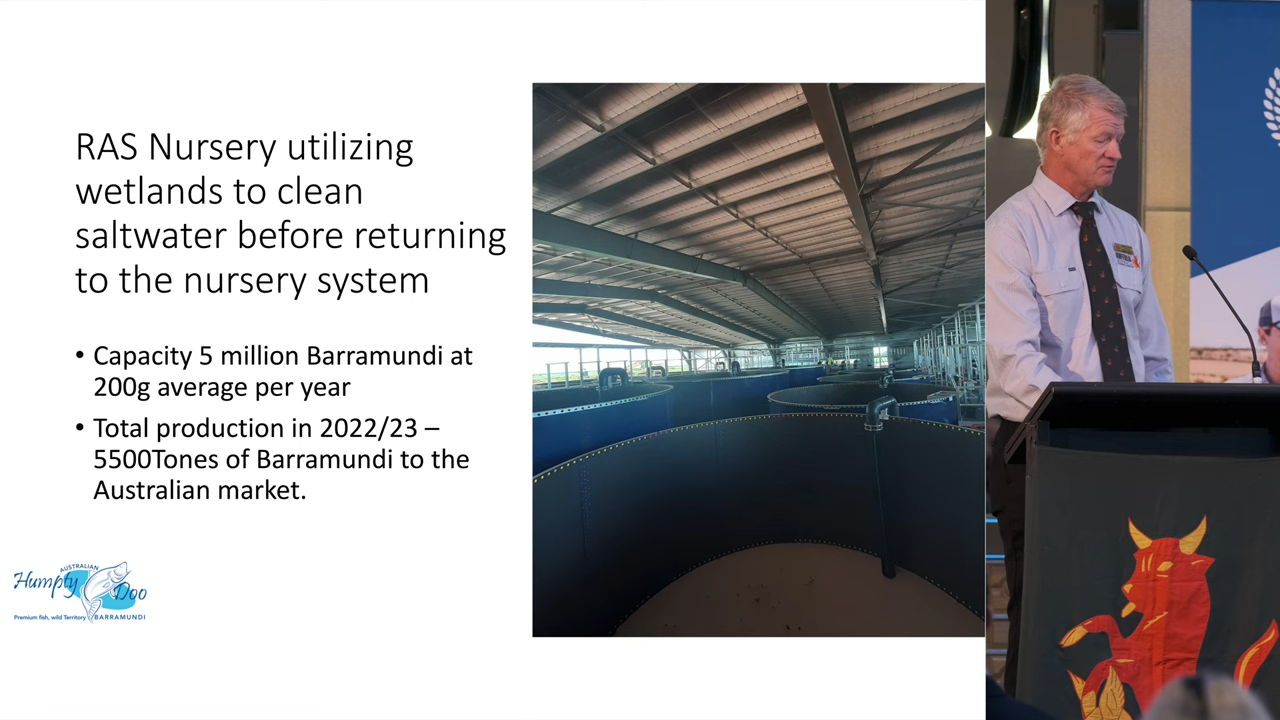 RAS Nursery utilizing
wetlands to clean
saltwater before returning
to the nursery system
• Capacity 5 million Barramundi at
200g average per year
• Total production in 2022/23 –
5500Tones of Barramundi to the
Australian market.
AUSTRALIAN
Humpty Doo
Premium fish, wild Territory BARRAMUNDI